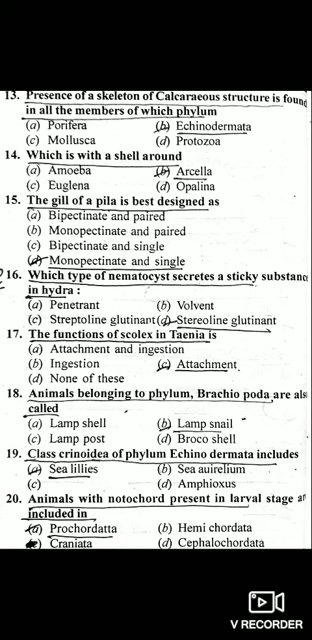 13. Presence of a skeleton of Calcaraeous structure is found
in all the members of which phylum
(a) Porifera (b) Echinodermata
(c) Mollusca (d) Protozoa
14. Which is with a shell around
(a) Amoeba (b) Arcella
(c) Euglena (d) Opalina
15. The gill of a pila is best designed as
(a) Bipectinate and paired
(b) Monopectinate and paired
(c) Bipectinate and single
(d) Monopectinate and single
16. Which type of nematocyst secretes a sticky substance
in hydra :
(a) Penetrant (b) Volvent
(c) Streptoline glutinant (d) Stereoline glutinant
17. The functions of scolex in Taenia is
(a) Attachment and ingestion
(b) Ingestion (c) Attachment
(d) None of these
18. Animals belonging to phylum, Brachio poda are als
called
(a) Lamp shell (b) Lamp snail
(c) Lamp post (d) Broco shell
19. Class crinoidea of phylum Echino dermata includes
(a) Sea lillies (b) Sea aurelium
(c) (d) Amphioxus
20. Animals with notochord present in larval stage ar
included in
(a) Prochordatta (b) Hemi chordata
Craniata (d) Cephalochordata
V RECORDER